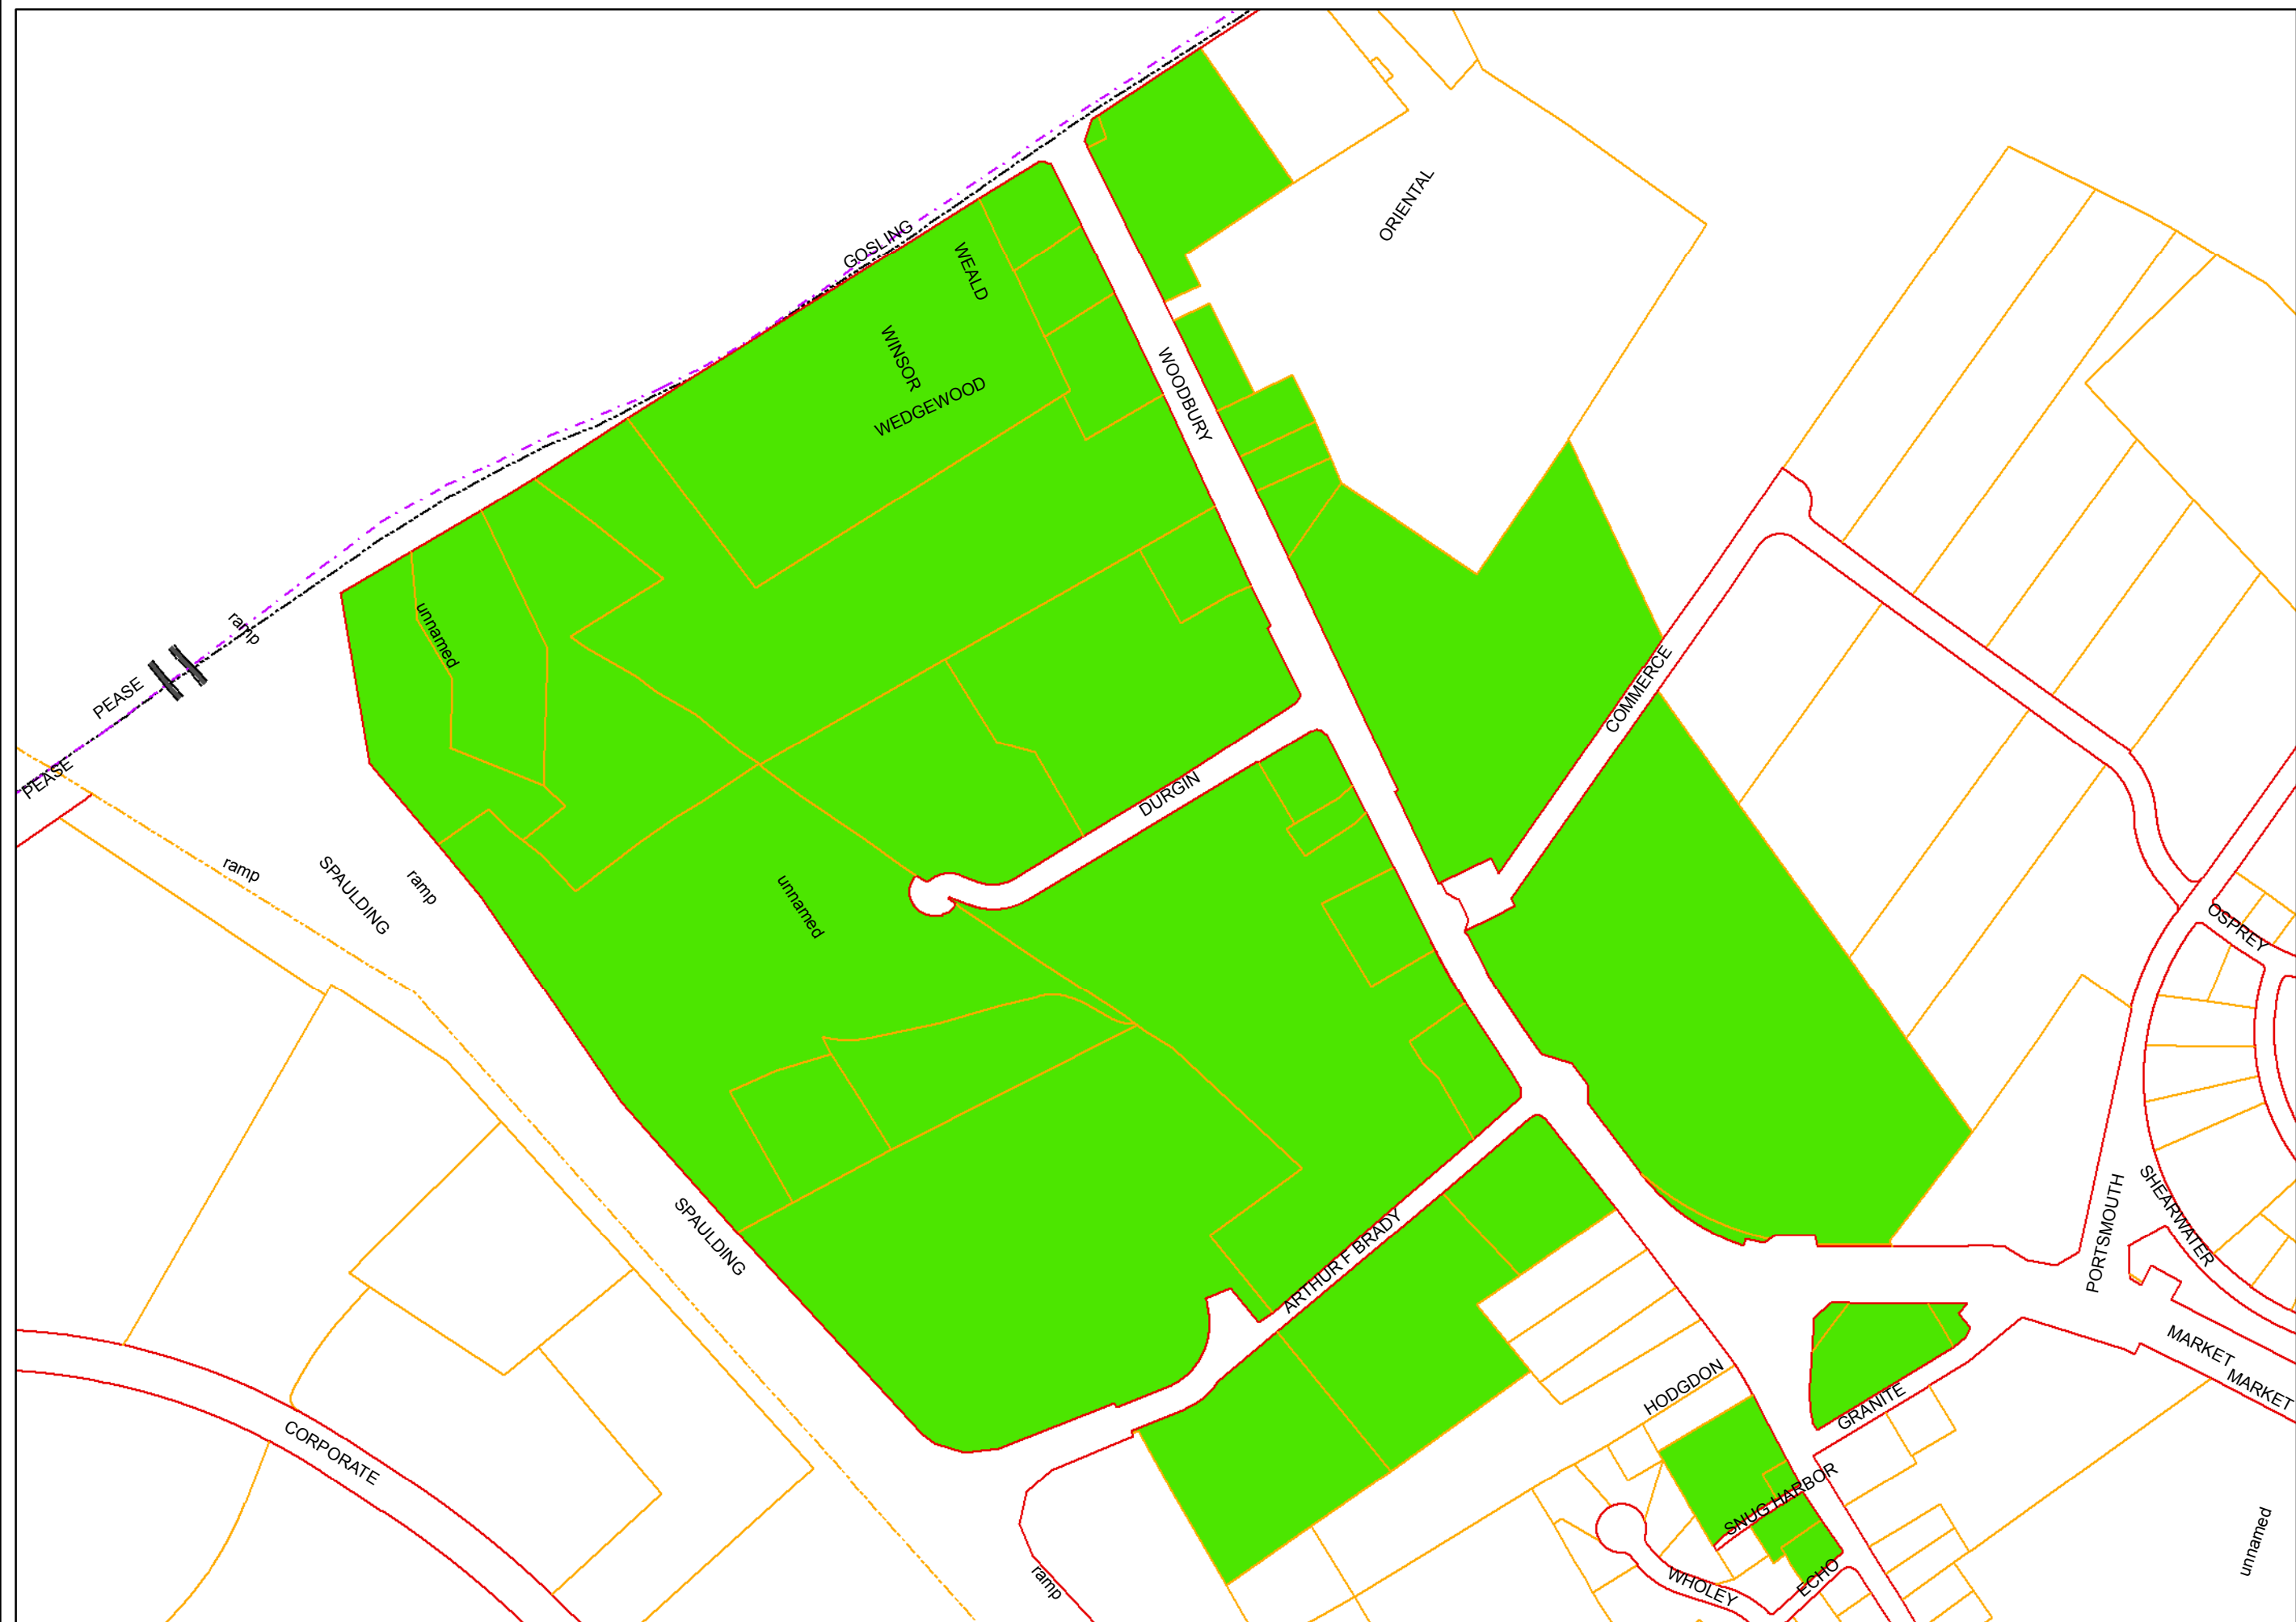 GOSLING
ORIENTAL
WEALD
WINSOR
WEDGEWOOD
WOODBURY
unnamed
ramp
PEASE
PEASE
COMMERCE
DURGIN
ramp
SPAULDING
ramp
unnamed
OSPREY
SPAULDING
ARTHUR F BRADY
PORTSMOUTH
SHEARWATER
MARKET
MARKET
HODGDON
GRANITE
CORPORATE
SNUG HARBOR
unnamed
ramp
WHOLEY
ECHO